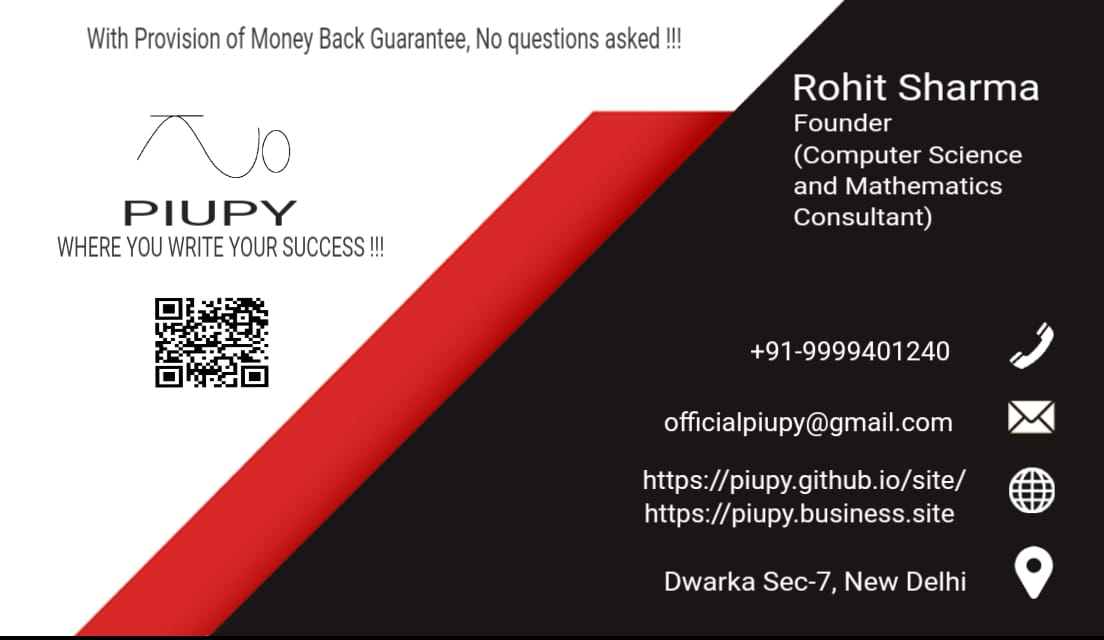 With Provision of Money Back Guarantee, No questions asked !!!
PIUPY
WHERE YOU WRITE YOUR SUCCESS !!!
Rohit Sharma
Founder
(Computer Science
and Mathematics
Consultant)
+91-9999401240
officialpiupy@gmail.com
https://piupy.github.io/site/
https://piupy.business.site
Dwarka Sec-7, New Delhi